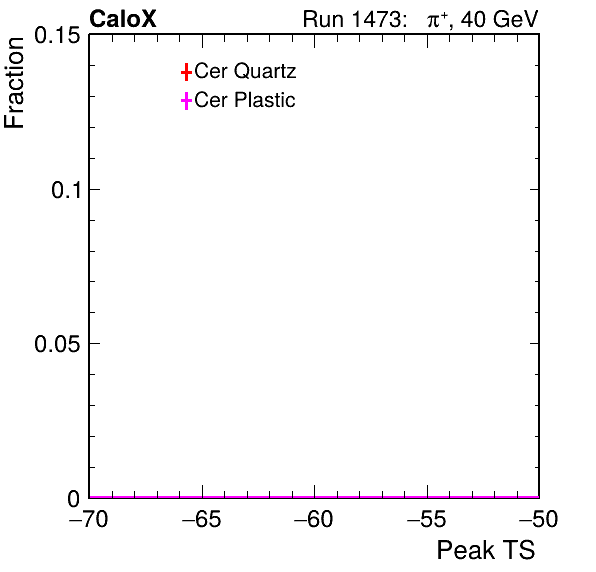 CaloX Run 1473: π⁺, 40 GeV
Cer Quartz
Cer Plastic
Fraction
0.15
0.1
0.05
0
−70 −65 −60 −55 −50
Peak TS